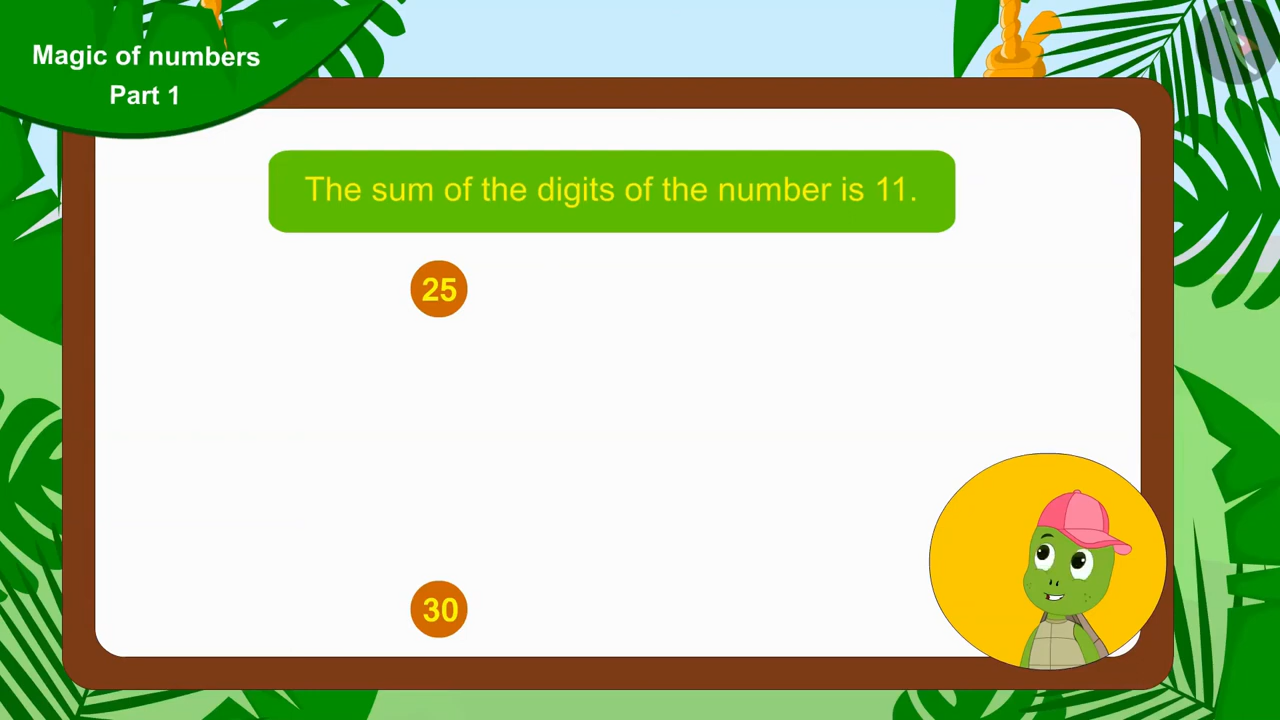 Magic of numbers
Part 1
The sum of the digits of the number is 11.
25
30